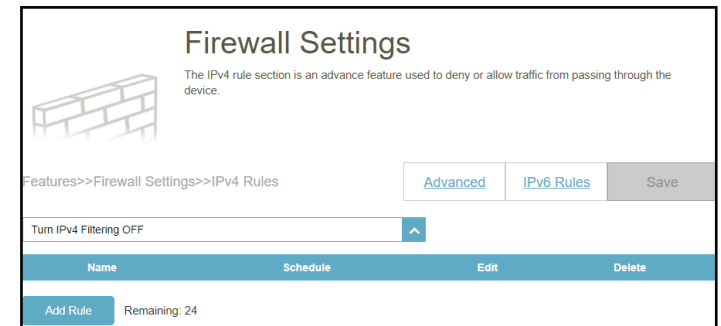 Firewall Settings
The IPv4 rule section is an advance feature used to deny or allow traffic from passing through the
device.
Features>>Firewall Settings>>IPv4 Rules
Advanced
IPv6 Rules
Save
Turn IPv4 Filtering OFF
Name Schedule Edit Delete
Add Rule Remaining: 24